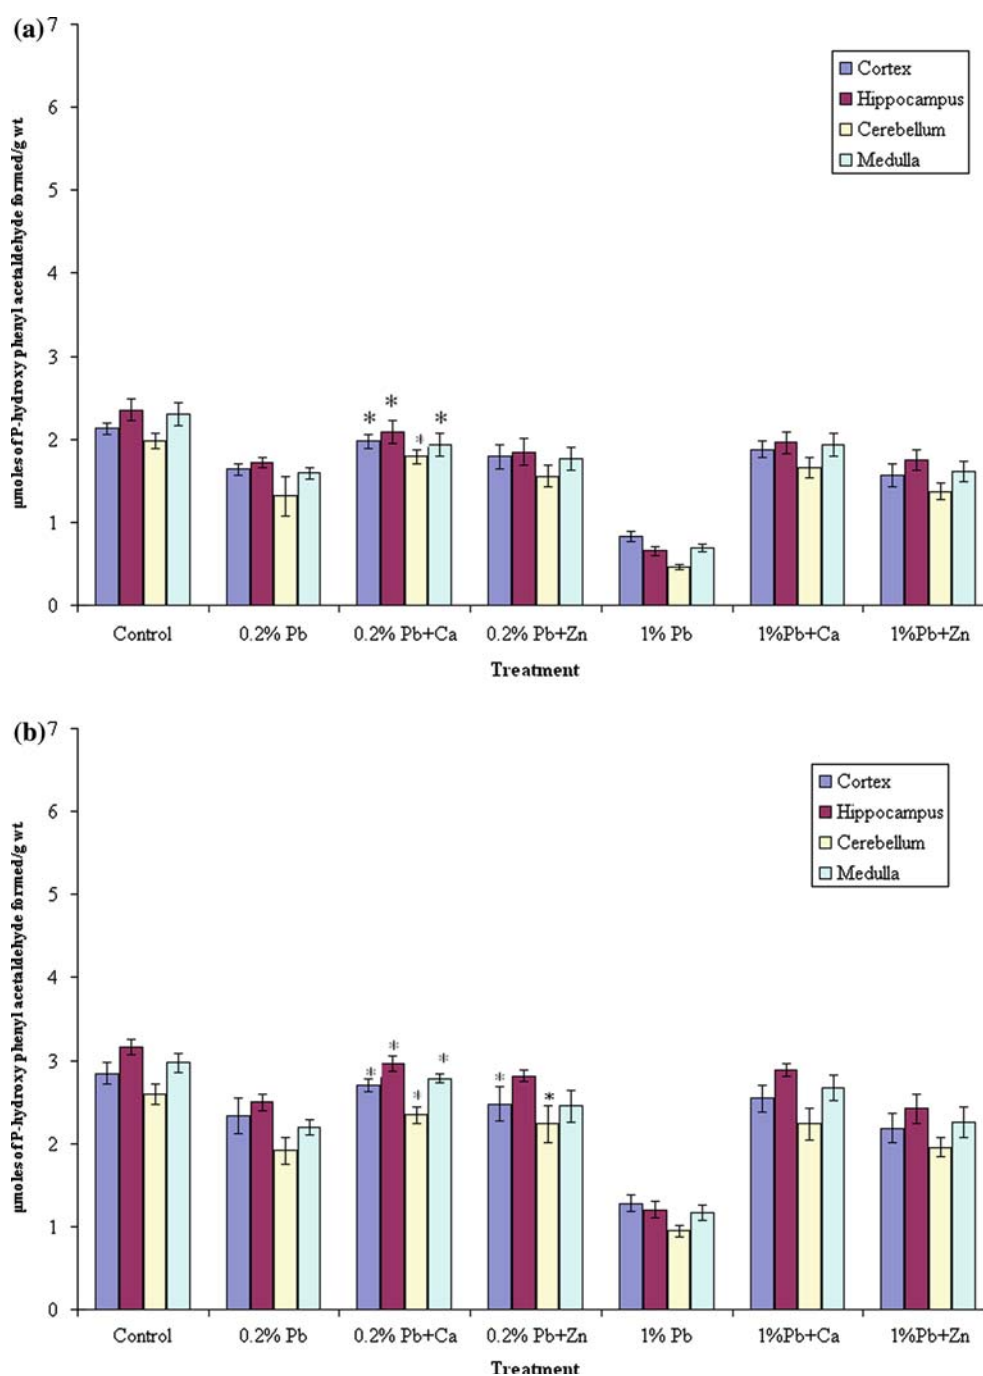 (a)
7
6
5
4
3
2
1
0
µmoles of P-hydroxy phenyl acetaldehyde formed/g wt
Cortex
Hippocampus
Cerebellum
Medulla
* * * *
Control 0.2% Pb 0.2% Pb+Ca 0.2% Pb+Zn 1% Pb 1%Pb+Ca 1%Pb+Zn
Treatment
(b)
7
6
5
4
3
2
1
0
µmoles of P-hydroxy phenyl acetaldehyde formed/g wt
Cortex
Hippocampus
Cerebellum
Medulla
* * * * * *
Control 0.2% Pb 0.2% Pb+Ca 0.2% Pb+Zn 1% Pb 1%Pb+Ca 1%Pb+Zn
Treatment